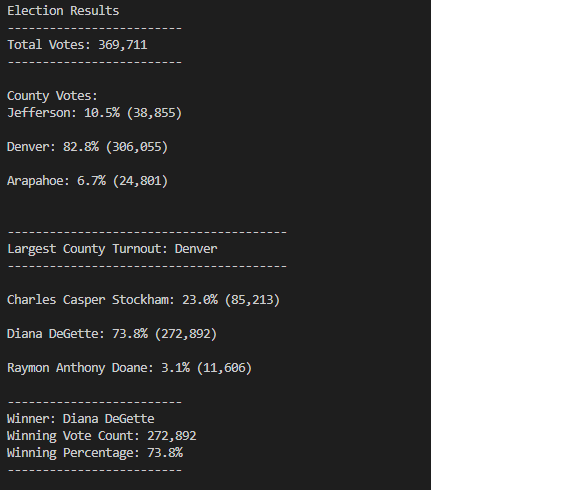 Election Results
-------------------------
Total Votes: 369,711
-------------------------
County Votes:
Jefferson: 10.5% (38,855)
Denver: 82.8% (306,055)
Arapahoe: 6.7% (24,801)
----------------------------------------
Largest County Turnout: Denver
----------------------------------------
Charles Casper Stockham: 23.0% (85,213)
Diana DeGette: 73.8% (272,892)
Raymon Anthony Doane: 3.1% (11,606)
-------------------------
Winner: Diana DeGette
Winning Vote Count: 272,892
Winning Percentage: 73.8%
-------------------------